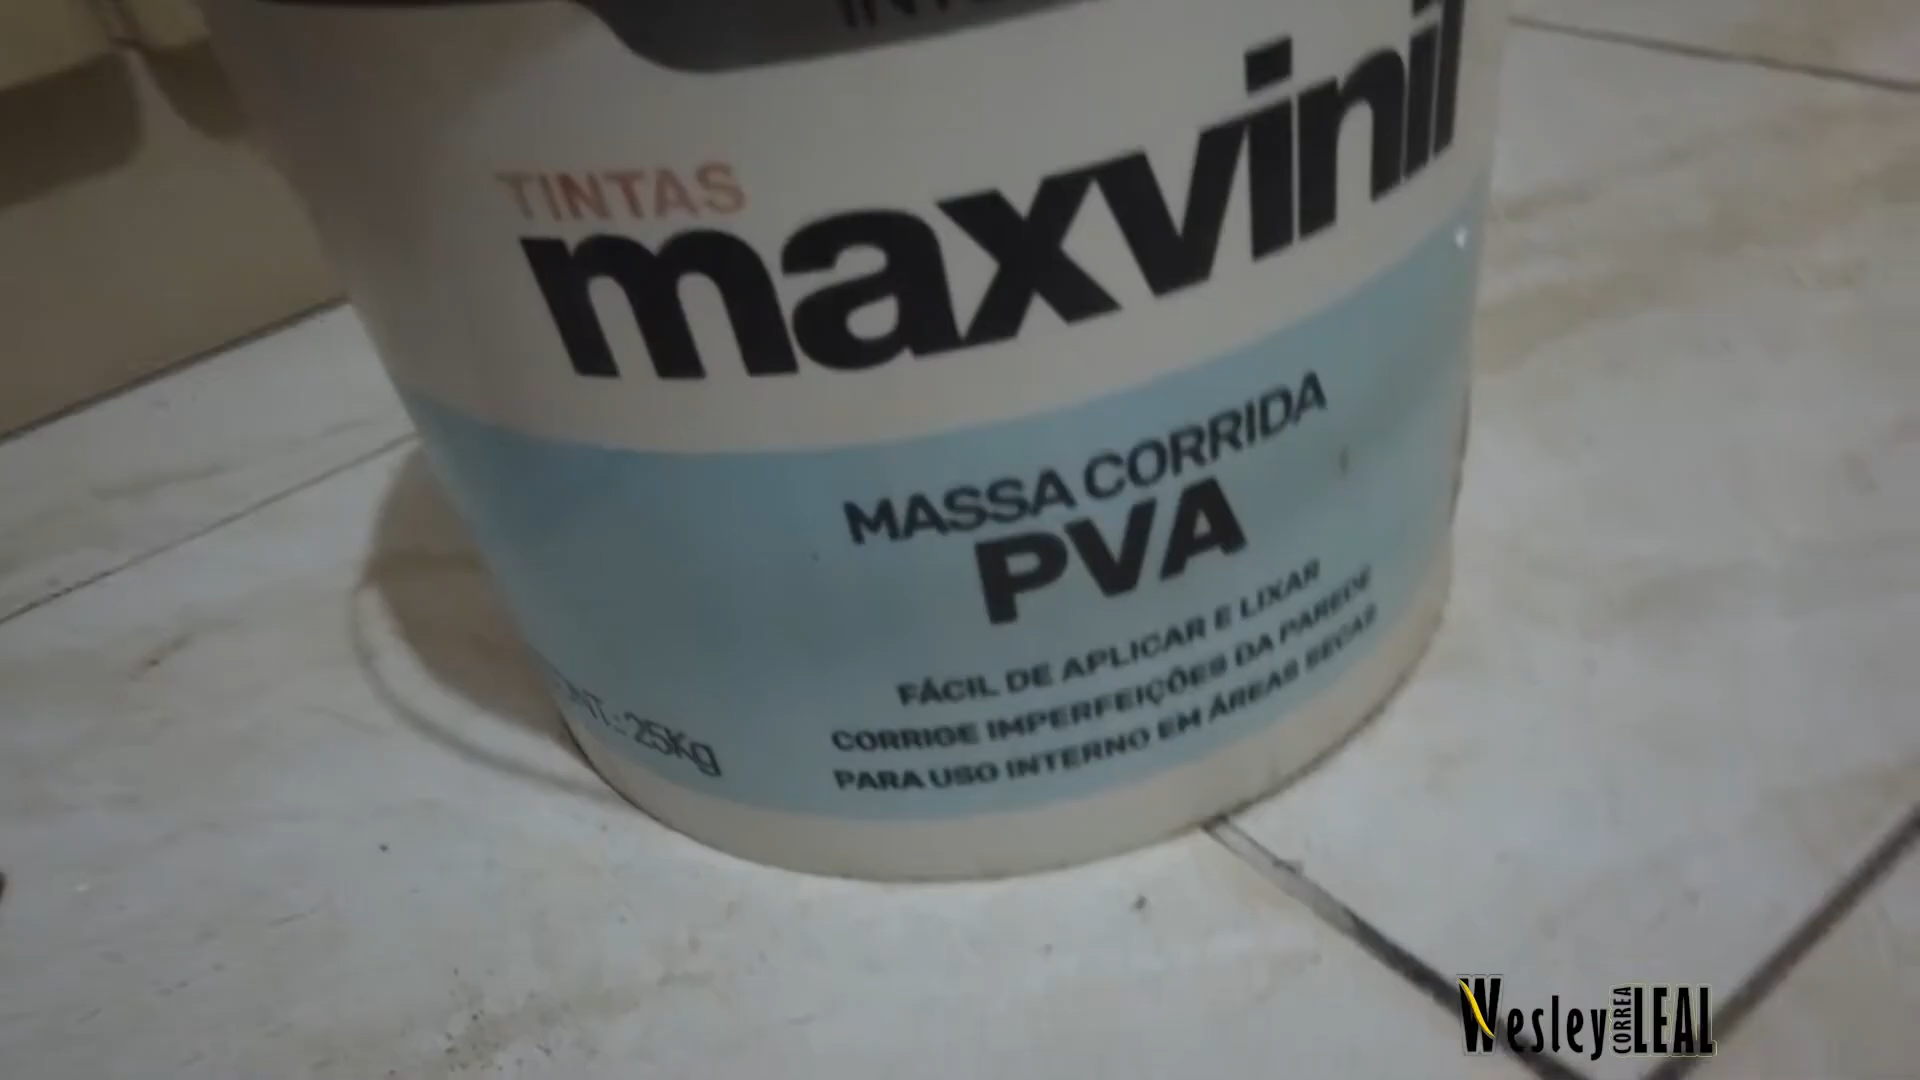 TINTAS
maxvinil
MASSA CORRIDA
PVA
FÁCIL DE APLICAR E LIXAR
CORRIGE IMPERFEIÇÕES DA PAREDE
PARA USO INTERNO EM ÁREAS SECAS
25Kg
Wesley CORREA LEAL